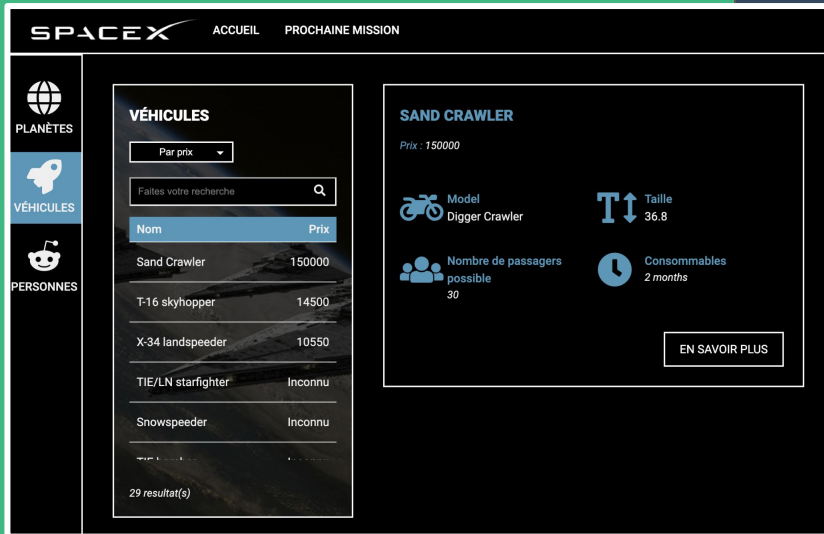 SPACEX
ACCUEIL
PROCHAINE MISSION
PLANÈTES
VÉHICULES
PERSONNES
VÉHICULES
Par prix
Faites votre recherche
Nom Prix
Sand Crawler 150000
T-16 skyhopper 14500
X-34 landspeeder 10550
TIE/LN starfighter Inconnu
Snowspeeder Inconnu
29 resultat(s)
SAND CRAWLER
Prix : 150000
Model
Digger Crawler
Taille
36.8
Nombre de passagers
possible
30
Consommables
2 months
EN SAVOIR PLUS